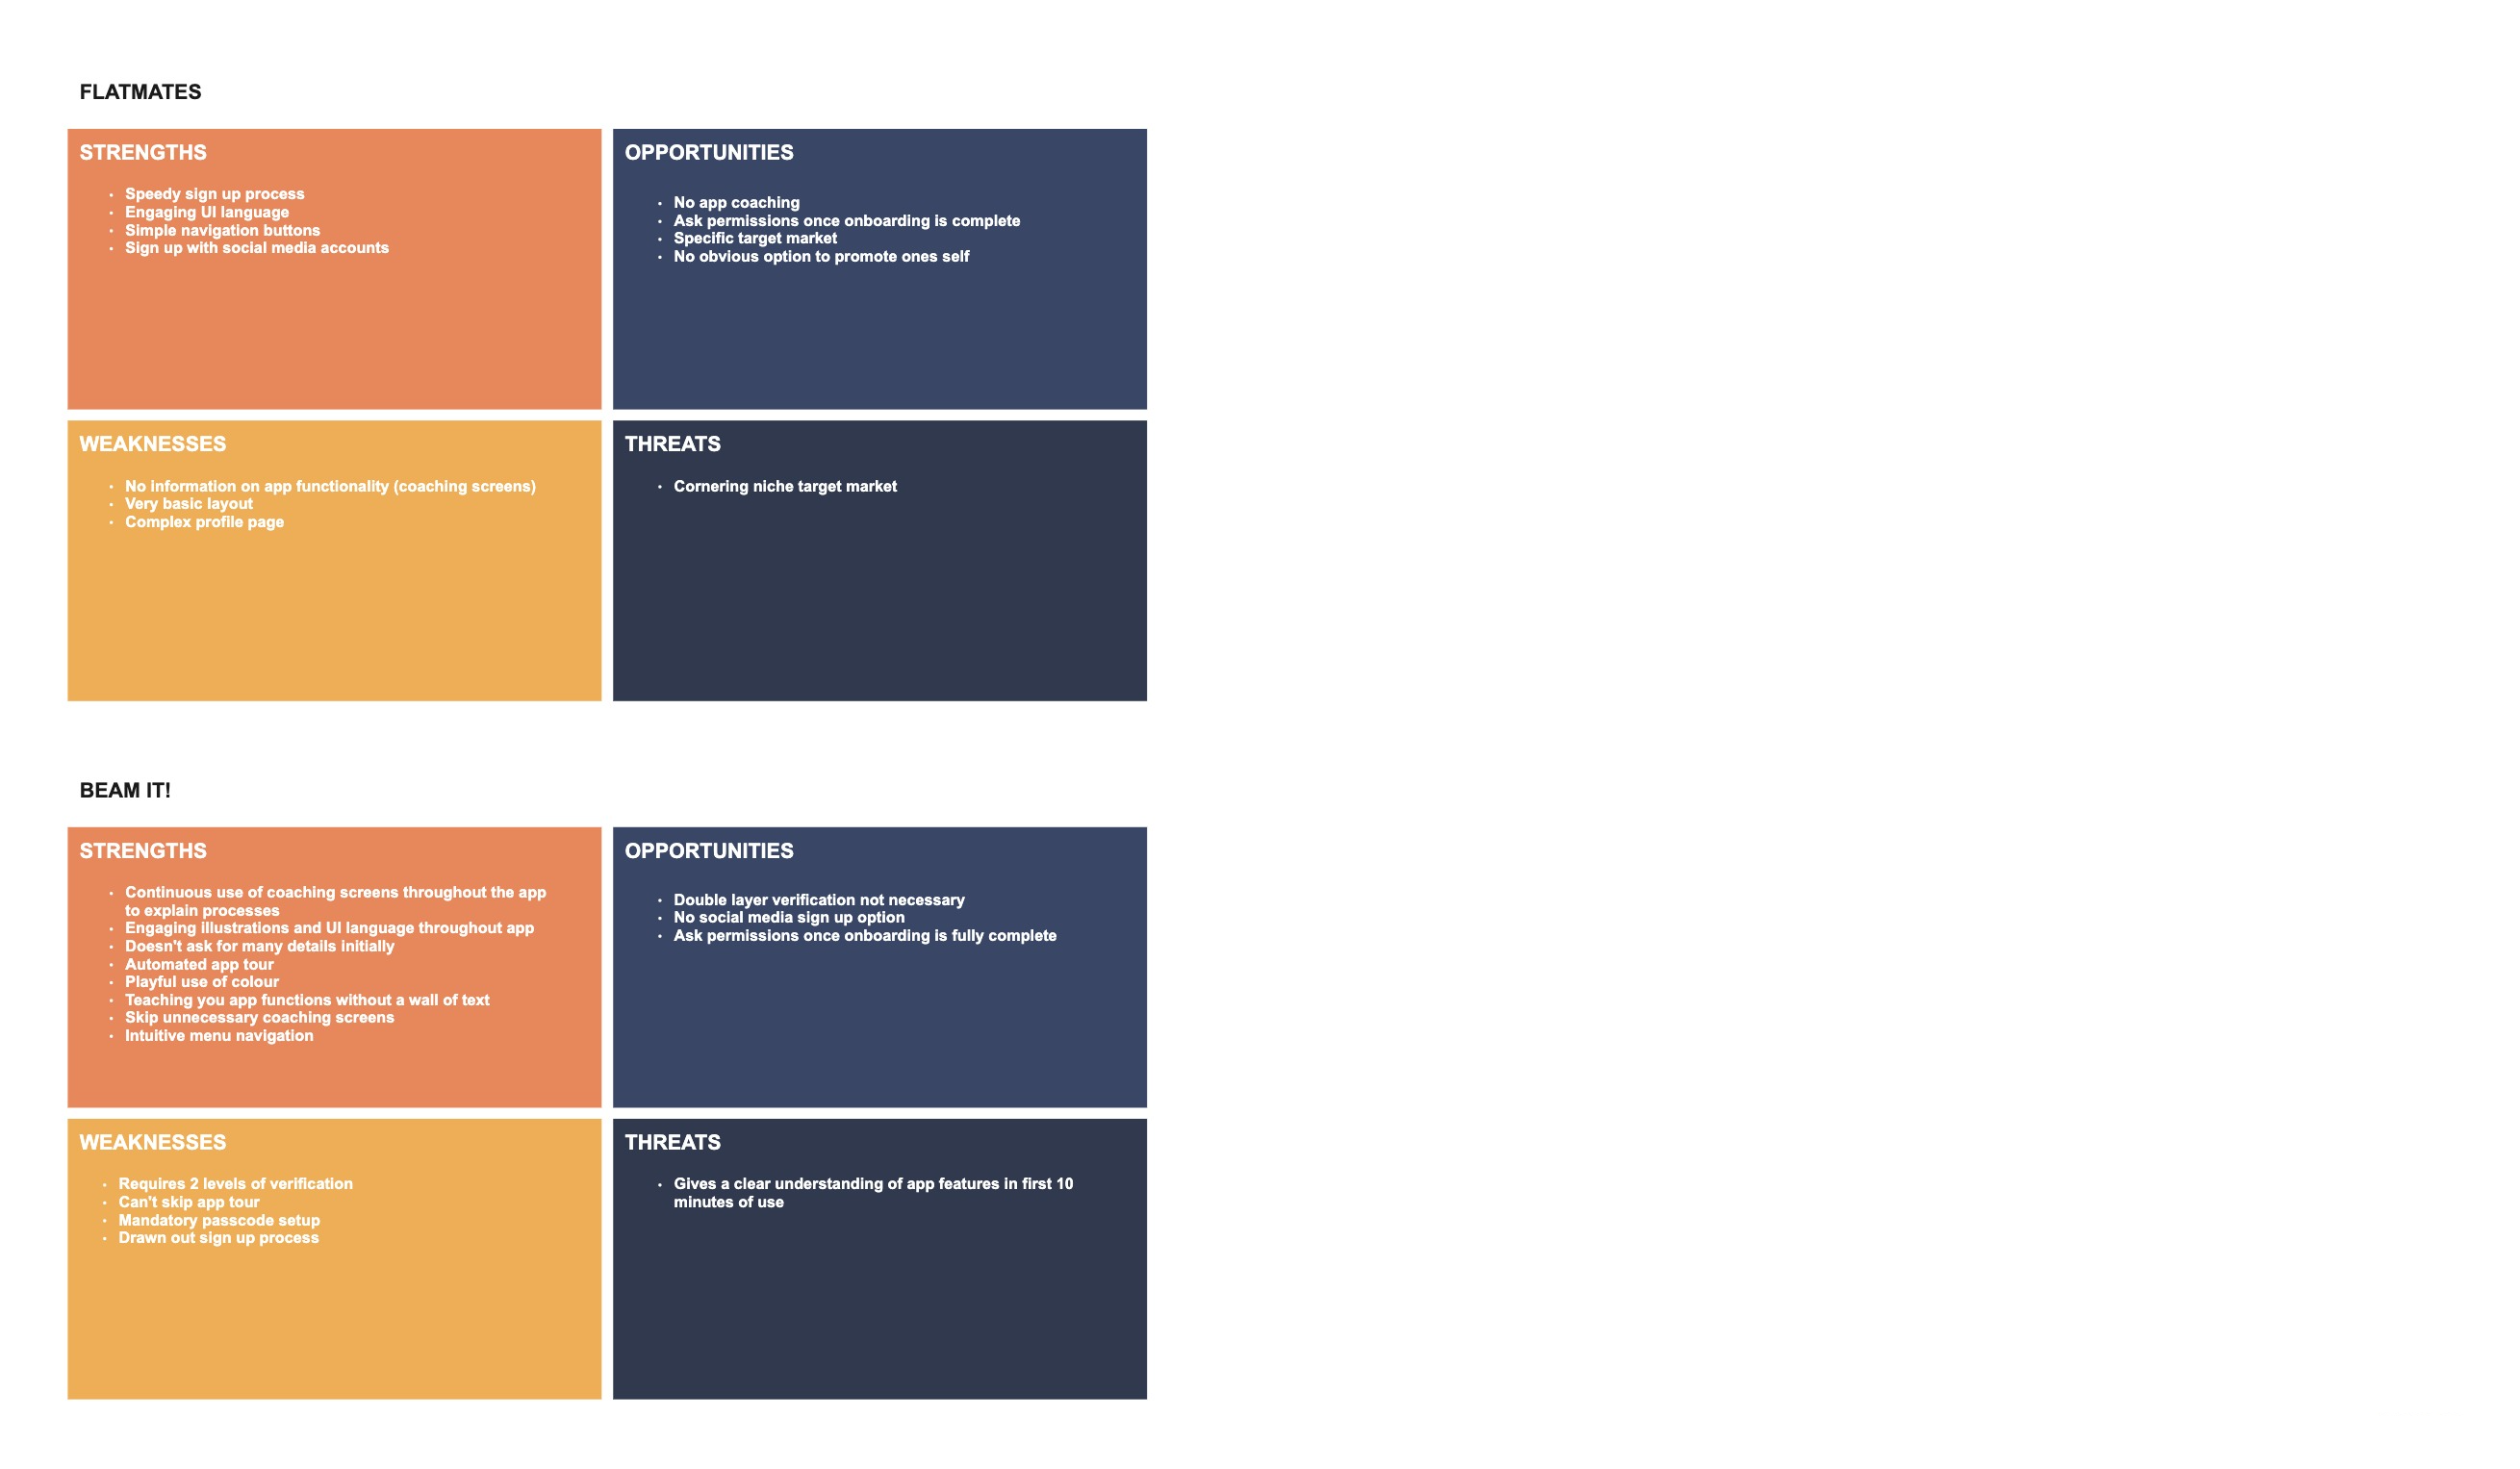 FLATMATES
STRENGTHS
• Speedy sign up process
• Engaging UI language
• Simple navigation buttons
• Sign up with social media accounts
OPPORTUNITIES
• No app coaching
• Ask permissions once onboarding is complete
• Specific target market
• No obvious option to promote ones self
WEAKNESSES
• No information on app functionality (coaching screens)
• Very basic layout
• Complex profile page
THREATS
• Cornering niche target market
BEAM IT!
STRENGTHS
• Continuous use of coaching screens throughout the app
to explain processes
• Engaging illustrations and UI language throughout app
• Doesn't ask for many details initially
• Automated app tour
• Playful use of colour
• Teaching you app functions without a wall of text
• Skip unnecessary coaching screens
• Intuitive menu navigation
OPPORTUNITIES
• Double layer verification not necessary
• No social media sign up option
• Ask permissions once onboarding is fully complete
WEAKNESSES
• Requires 2 levels of verification
• Can't skip app tour
• Mandatory passcode setup
• Drawn out sign up process
THREATS
• Gives a clear understanding of app features in first 10
minutes of use